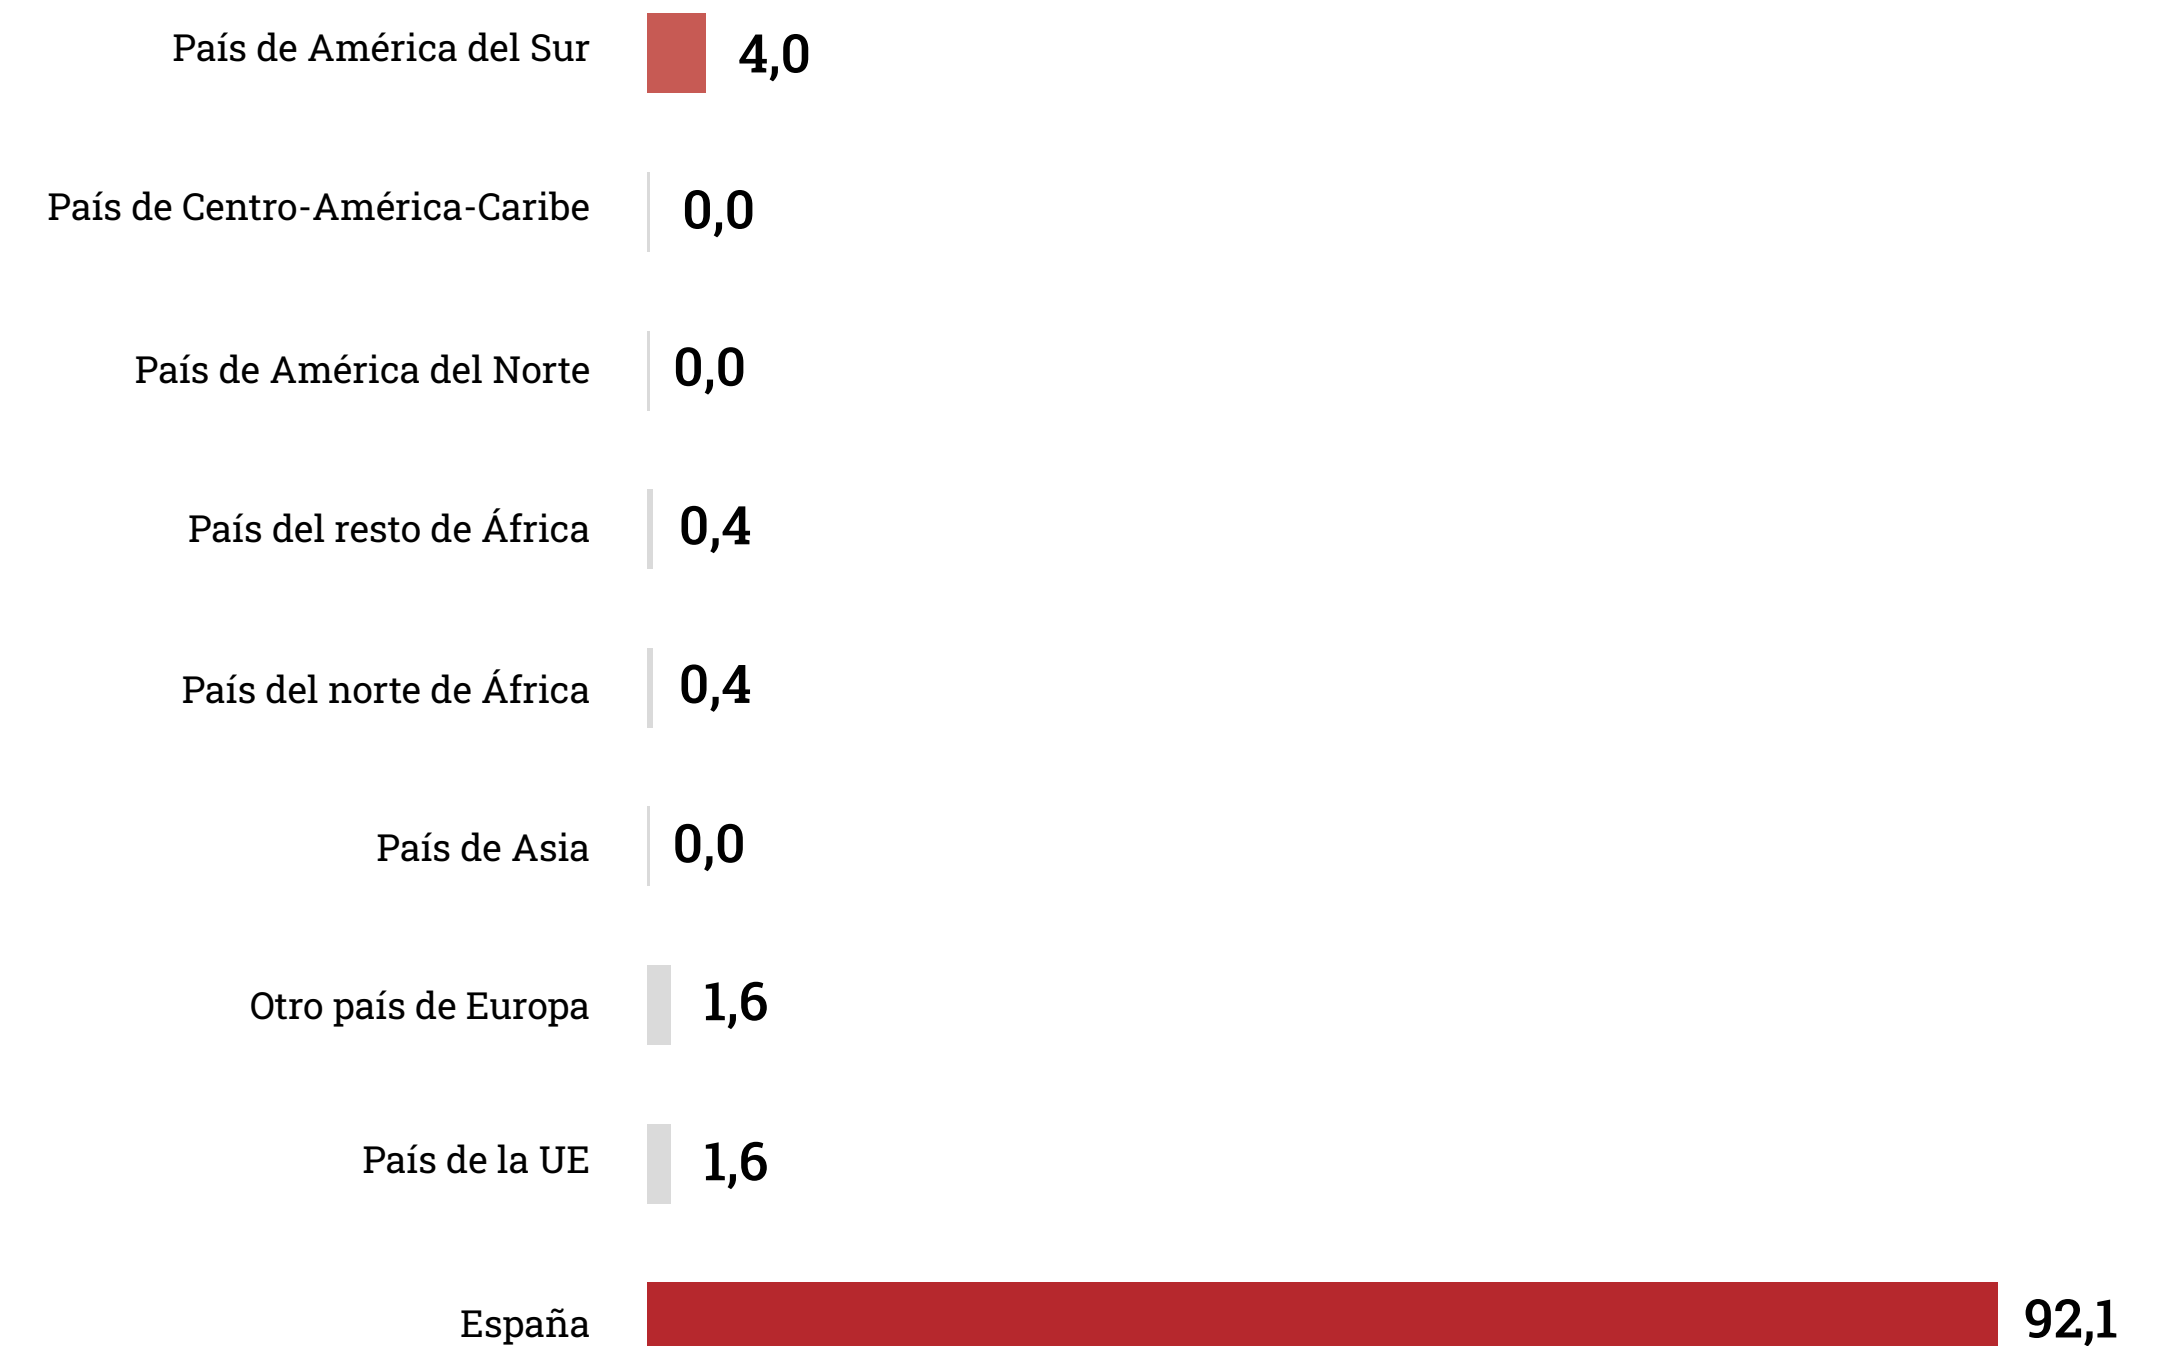 País de América del Sur 4,0
País de Centro-América-Caribe 0,0
País de América del Norte 0,0
País del resto de África 0,4
País del norte de África 0,4
País de Asia 0,0
Otro país de Europa 1,6
País de la UE 1,6
España 92,1